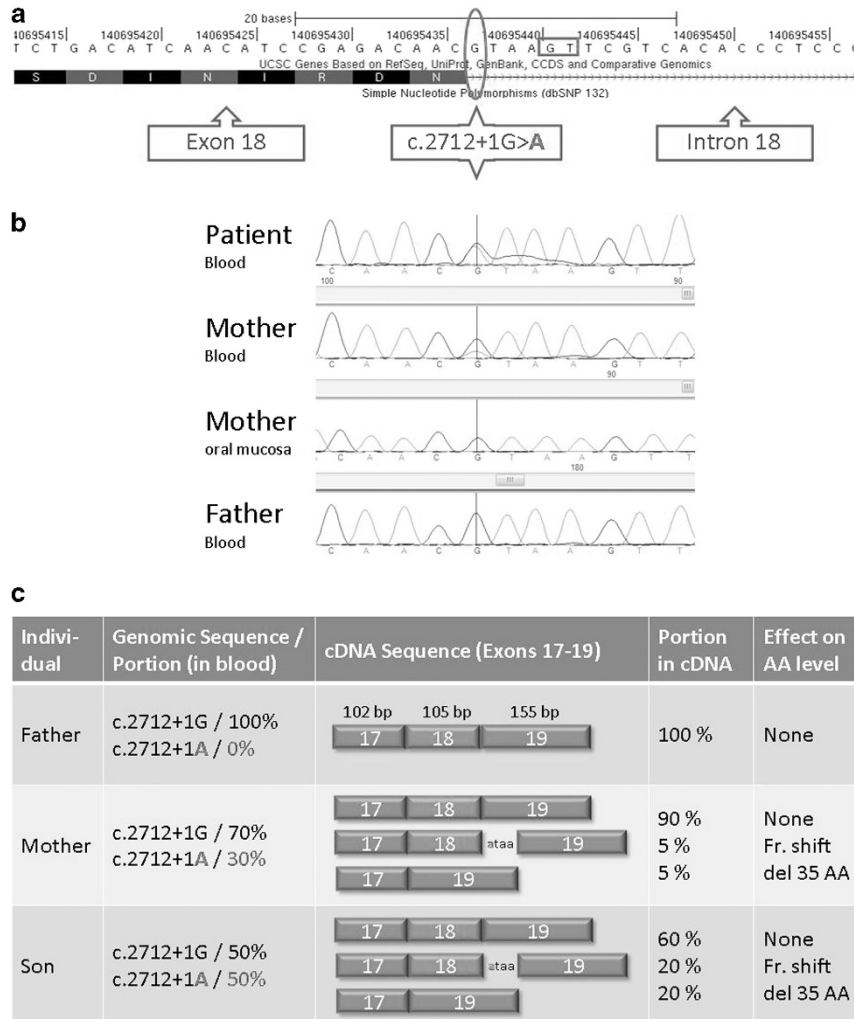 a
20 bases
140695415 140695420 140695425 140695430 140695435 140695440 140695445 140695450 140695455
T C T G A C A T C A A C A T C C G A G A C A A C G T A A G T T C G T C A C A C C C T C C C
UCSC Genes Based on RefSeq, UniProt, GenBank, CCDS and Comparative Genomics
S D I N I R D N
Simple Nucleotide Polymorphisms (dbSNP 132)
Exon 18
c.2712+1G>A
Intron 18
b
Patient
Blood
C A A C G T A A G T T
100 90
Mother
Blood
C A A C G T A A G T T
90
Mother
oral mucosa
C A A C G T A A G T T
180
Father
Blood
C A A C G T A A G T T
c
Indivi-dual
Genomic Sequence / Portion (in blood)
cDNA Sequence (Exons 17-19)
Portion in cDNA
Effect on AA level
Father
c.2712+1G / 100%
c.2712+1A / 0%
102 bp 105 bp 155 bp
17 18 19
100 %
None
Mother
c.2712+1G / 70%
c.2712+1A / 30%
17 18 19
17 18 ataa 19
17 19
90 %
5 %
5 %
None
Fr. shift
del 35 AA
Son
c.2712+1G / 50%
c.2712+1A / 50%
17 18 19
17 18 ataa 19
17 19
60 %
20 %
20 %
None
Fr. shift
del 35 AA